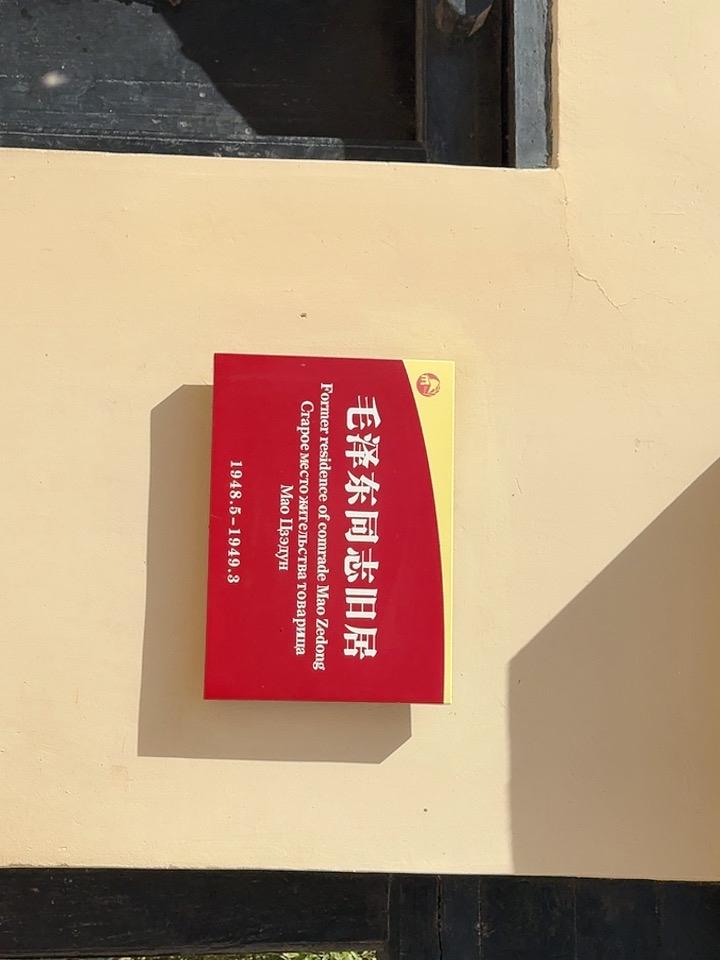 毛泽东同志旧居
Former residence of comrade Mao Zedong
Старое место жительства товарища
Мао Цзэдун
1948.5-1949.3